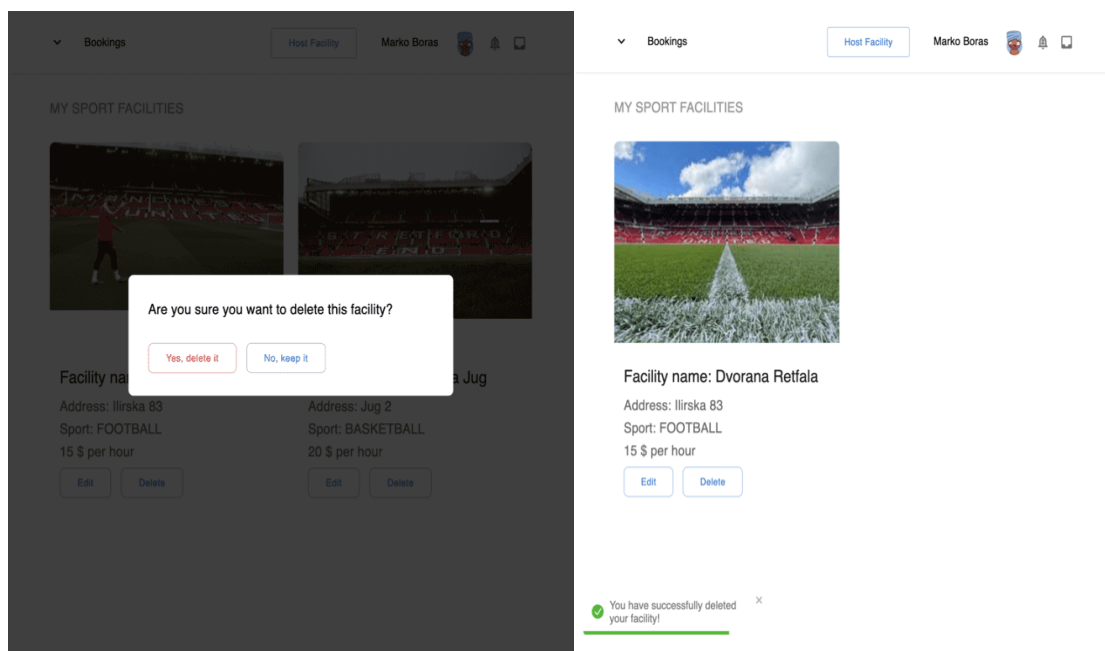 Bookings
Host Facility
Marko Boras
MY SPORT FACILITIES
UNITED
STRETFORD
END
Are you sure you want to delete this facility?
Yes, delete it
No, keep it
Facility na
a Jug
Address: Ilirska 83
Address: Jug 2
Sport: FOOTBALL
Sport: BASKETBALL
15 $ per hour
20 $ per hour
Edit
Delete
Edit
Delete
Bookings
Host Facility
Marko Boras
MY SPORT FACILITIES
Facility name: Dvorana Retfala
Address: Ilirska 83
Sport: FOOTBALL
15 $ per hour
Edit
Delete
You have successfully deleted
your facility!
X